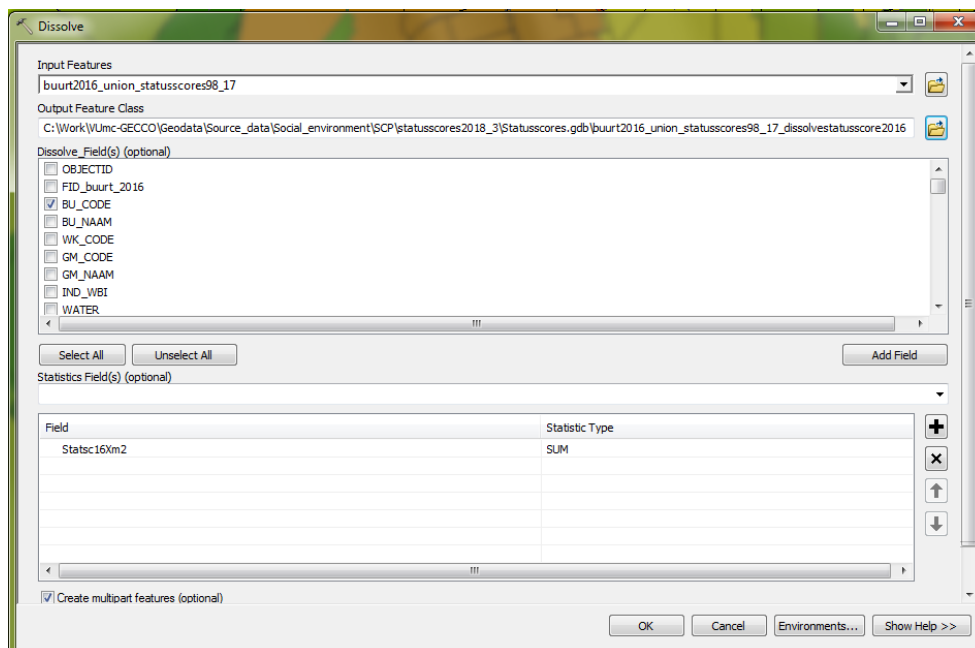 Dissolve
Input Features
buurt2016_union_statusscores98_17
Output Feature Class
C:\Work\VUmc-GECCO\Geodata\Source_data\Social_environment\SCP\statusscores2018_3\Statusscores.gdb\buurt2016_union_statusscores98_17_dissolvestatusscore2016
Dissolve_Field(s) (optional)
OBJECTID
FID_buurt_2016
BU_CODE
BU_NAAM
WK_CODE
GM_CODE
GM_NAAM
IND_WBI
WATER
Select All Unselect All Add Field
Statistics Field(s) (optional)
Field Statistic Type
Statsc16Xm2 SUM
Create multipart features (optional)
OK Cancel Environments... Show Help >>